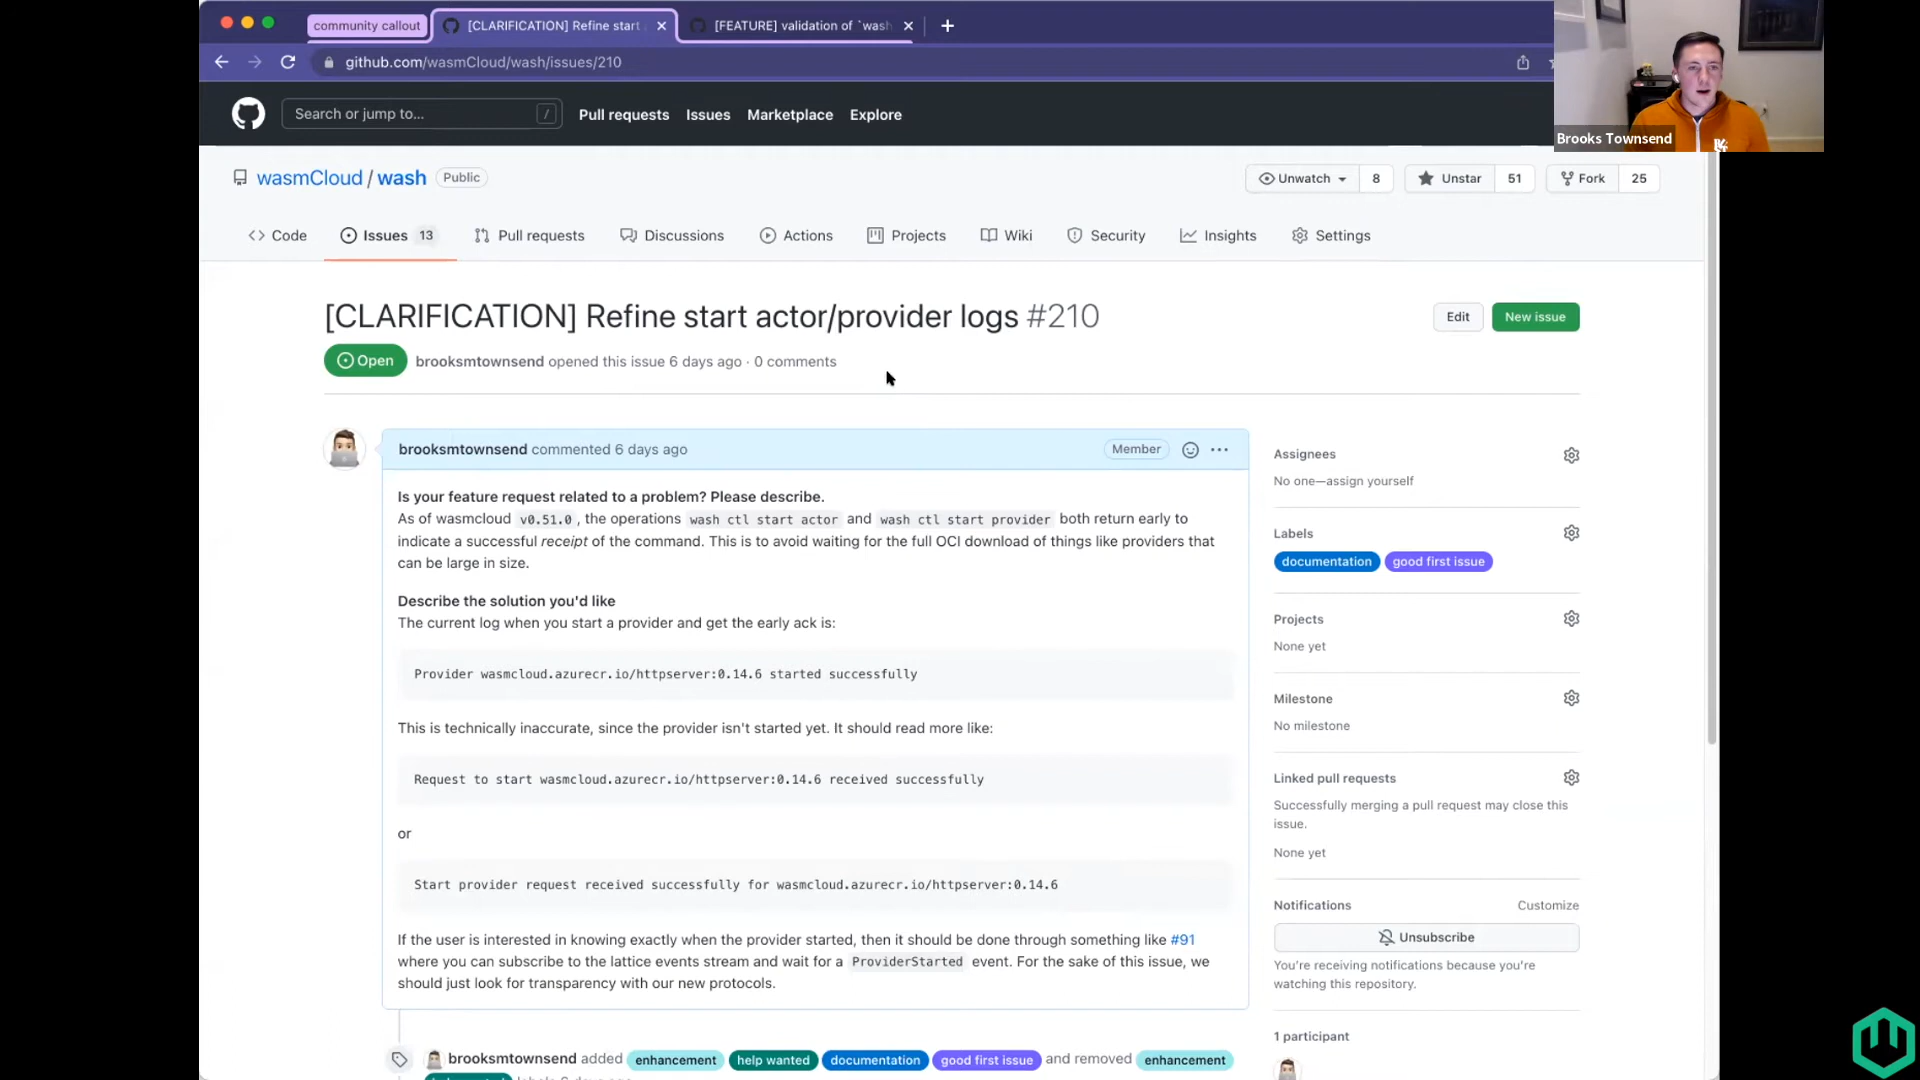 community callout
[CLARIFICATION] Refine start
[FEATURE] validation of `wash
github.com/wasmCloud/wash/issues/210
Search or jump to...
/
Pull requests
Issues
Marketplace
Explore
Brooks Townsend
wasmCloud / wash
Public
Unwatch
8
Unstar
51
Fork
25
Code
Issues 13
Pull requests
Discussions
Actions
Projects
Wiki
Security
Insights
Settings
[CLARIFICATION] Refine start actor/provider logs #210
Edit
New issue
Open
brooksmtownsend opened this issue 6 days ago · 0 comments
brooksmtownsend commented 6 days ago
Member
Is your feature request related to a problem? Please describe.
As of wasmcloud v0.51.0, the operations wash ctl start actor and wash ctl start provider both return early to
indicate a successful receipt of the command. This is to avoid waiting for the full OCI download of things like providers that
can be large in size.
Describe the solution you'd like
The current log when you start a provider and get the early ack is:
Provider wasmcloud.azurecr.io/httpserver:0.14.6 started successfully
This is technically inaccurate, since the provider isn't started yet. It should read more like:
Request to start wasmcloud.azurecr.io/httpserver:0.14.6 received successfully
or
Start provider request received successfully for wasmcloud.azurecr.io/httpserver:0.14.6
If the user is interested in knowing exactly when the provider started, then it should be done through something like #91
where you can subscribe to the lattice events stream and wait for a ProviderStarted event. For the sake of this issue, we
should just look for transparency with our new protocols.
brooksmtownsend added enhancement help wanted documentation good first issue and removed enhancement
Assignees
No one—assign yourself
Labels
documentation
good first issue
Projects
None yet
Milestone
No milestone
Linked pull requests
Successfully merging a pull request may close this
issue.
None yet
Notifications
Customize
Unsubscribe
You're receiving notifications because you're
watching this repository.
1 participant